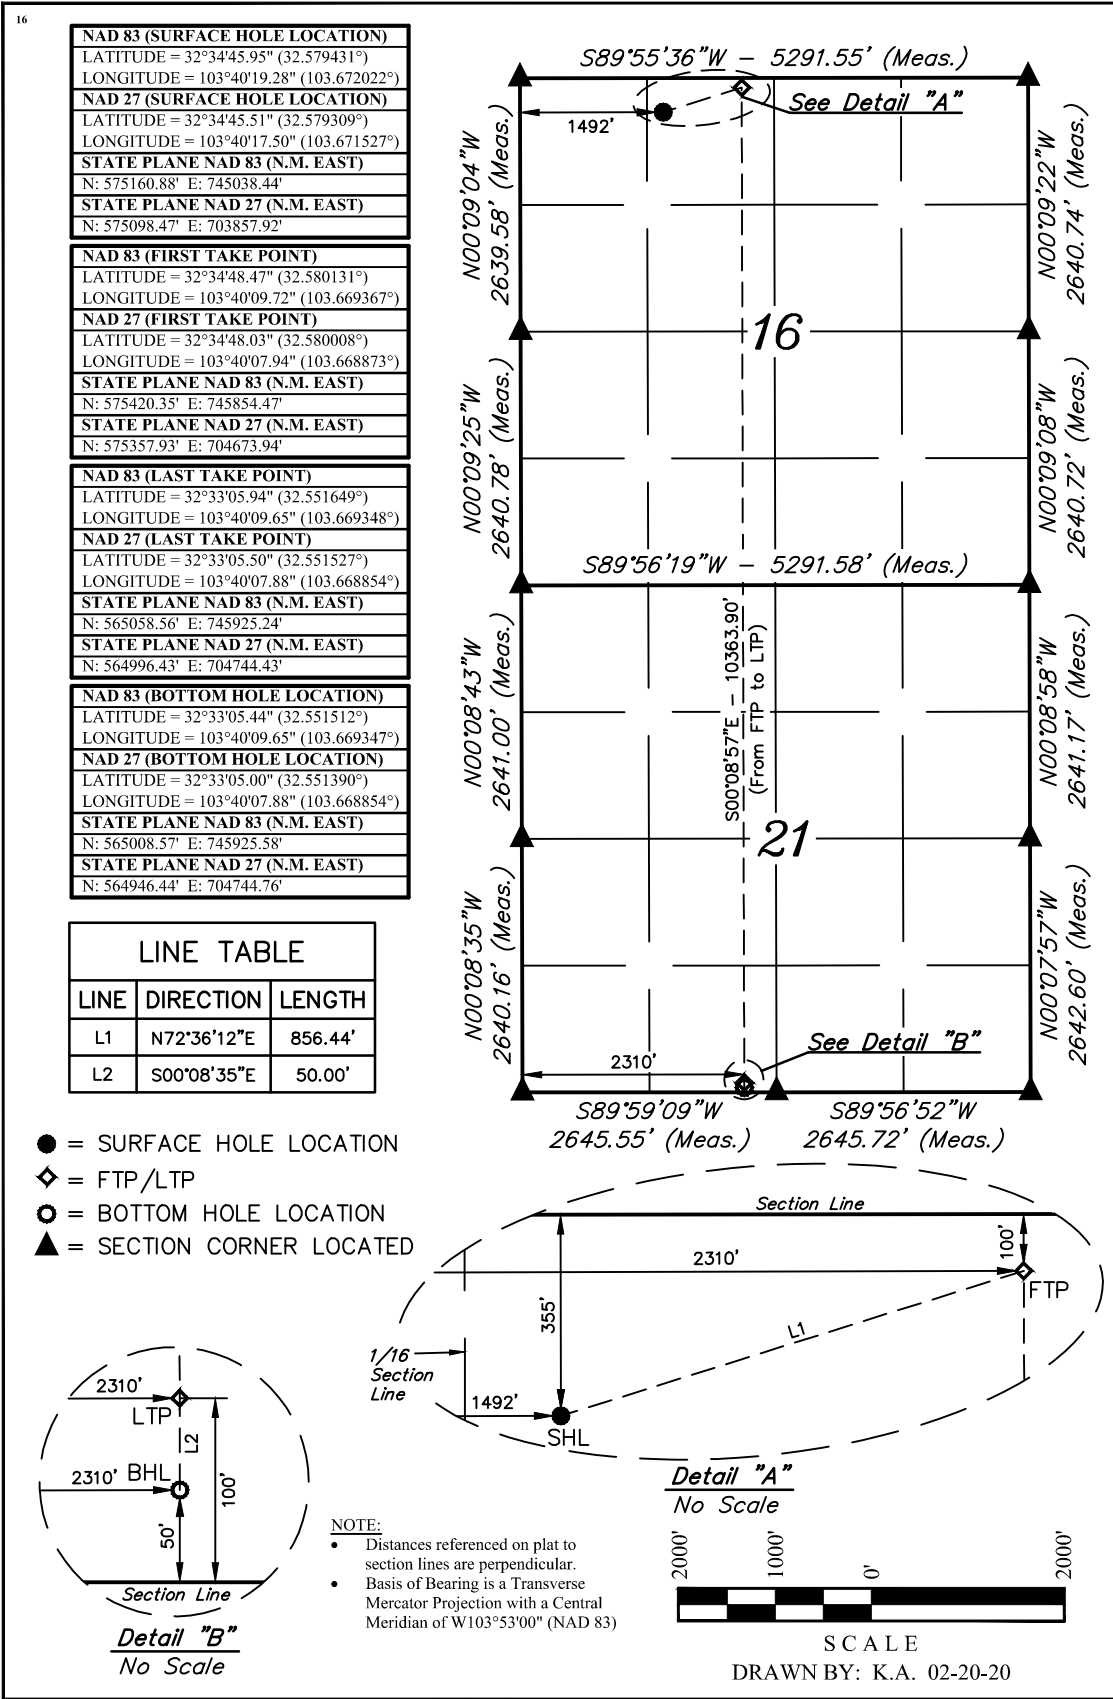 16
NAD 83 (SURFACE HOLE LOCATION)
LATITUDE = 32°34'45.95" (32.579431°)
LONGITUDE = 103°40'19.28" (103.672022°)
NAD 27 (SURFACE HOLE LOCATION)
LATITUDE = 32°34'45.51" (32.579309°)
LONGITUDE = 103°40'17.50" (103.671527°)
STATE PLANE NAD 83 (N.M. EAST)
N: 575160.88' E: 745038.44'
STATE PLANE NAD 27 (N.M. EAST)
N: 575098.47' E: 703857.92'
NAD 83 (FIRST TAKE POINT)
LATITUDE = 32°34'48.47" (32.580131°)
LONGITUDE = 103°40'09.72" (103.669367°)
NAD 27 (FIRST TAKE POINT)
LATITUDE = 32°34'48.03" (32.580008°)
LONGITUDE = 103°40'07.94" (103.668873°)
STATE PLANE NAD 83 (N.M. EAST)
N: 575420.35' E: 745854.47'
STATE PLANE NAD 27 (N.M. EAST)
N: 575357.93' E: 704673.94'
NAD 83 (LAST TAKE POINT)
LATITUDE = 32°33'05.94" (32.551649°)
LONGITUDE = 103°40'09.65" (103.669348°)
NAD 27 (LAST TAKE POINT)
LATITUDE = 32°33'05.50" (32.551527°)
LONGITUDE = 103°40'07.88" (103.668854°)
STATE PLANE NAD 83 (N.M. EAST)
N: 565058.56' E: 745925.24'
STATE PLANE NAD 27 (N.M. EAST)
N: 564996.43' E: 704744.43'
NAD 83 (BOTTOM HOLE LOCATION)
LATITUDE = 32°33'05.44" (32.551512°)
LONGITUDE = 103°40'09.65" (103.669347°)
NAD 27 (BOTTOM HOLE LOCATION)
LATITUDE = 32°33'05.00" (32.551390°)
LONGITUDE = 103°40'07.88" (103.668854°)
STATE PLANE NAD 83 (N.M. EAST)
N: 565008.57' E: 745925.58'
STATE PLANE NAD 27 (N.M. EAST)
N: 564946.44' E: 704744.76'
LINE TABLE
LINE DIRECTION LENGTH
L1 N72°36'12"E 856.44'
L2 S00°08'35"E 50.00'
= SURFACE HOLE LOCATION
= FTP/LTP
= BOTTOM HOLE LOCATION
= SECTION CORNER LOCATED
S89°55'36"W - 5291.55' (Meas.)
See Detail "A"
1492'
N00°09'04"W
2639.58' (Meas.)
N00°09'22"W
2640.74' (Meas.)
16
N00°09'25"W
2640.78' (Meas.)
N00°09'08"W
2640.72' (Meas.)
S89°56'19"W - 5291.58' (Meas.)
S00°08'57"E - 10363.90'
(From FTP to LTP)
N00°08'43"W
2641.00' (Meas.)
N00°08'58"W
2641.17' (Meas.)
21
N00°08'35"W
2640.16' (Meas.)
N00°07'57"W
2642.60' (Meas.)
See Detail "B"
2310'
S89°59'09"W
2645.55' (Meas.)
S89°56'52"W
2645.72' (Meas.)
Section Line
2310'
100'
FTP
355'
L1
1/16
Section
Line
1492'
SHL
Detail "A"
No Scale
2310'
LTP
L2
2310' BHL
100'
50'
Section Line
Detail "B"
No Scale
NOTE:
• Distances referenced on plat to
section lines are perpendicular.
• Basis of Bearing is a Transverse
Mercator Projection with a Central
Meridian of W103°53'00" (NAD 83)
2000' 1000' 0' 2000'
SCALE
DRAWN BY: K.A. 02-20-20